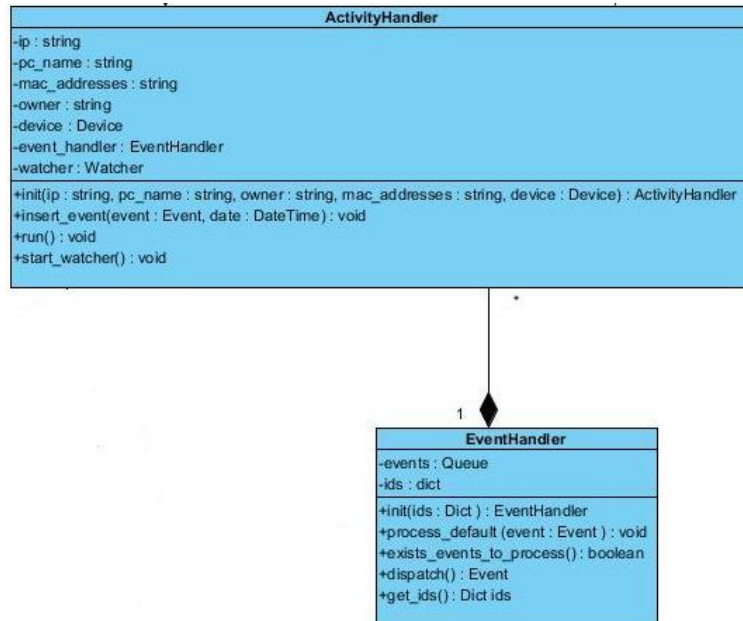 ActivityHandler
-ip : string
-pc_name : string
-mac_addresses : string
-owner : string
-device : Device
-event_handler : EventHandler
-watcher : Watcher
+init(ip : string, pc_name : string, owner : string, mac_addresses : string, device : Device) : ActivityHandler
+insert_event(event : Event, date : DateTime) : void
+run() : void
+start_watcher() : void
*
1
EventHandler
-events : Queue
-ids : dict
+init(ids : Dict ) : EventHandler
+process_default (event : Event ) : void
+exists_events_to_process() : boolean
+dispatch() : Event
+get_ids() : Dict ids